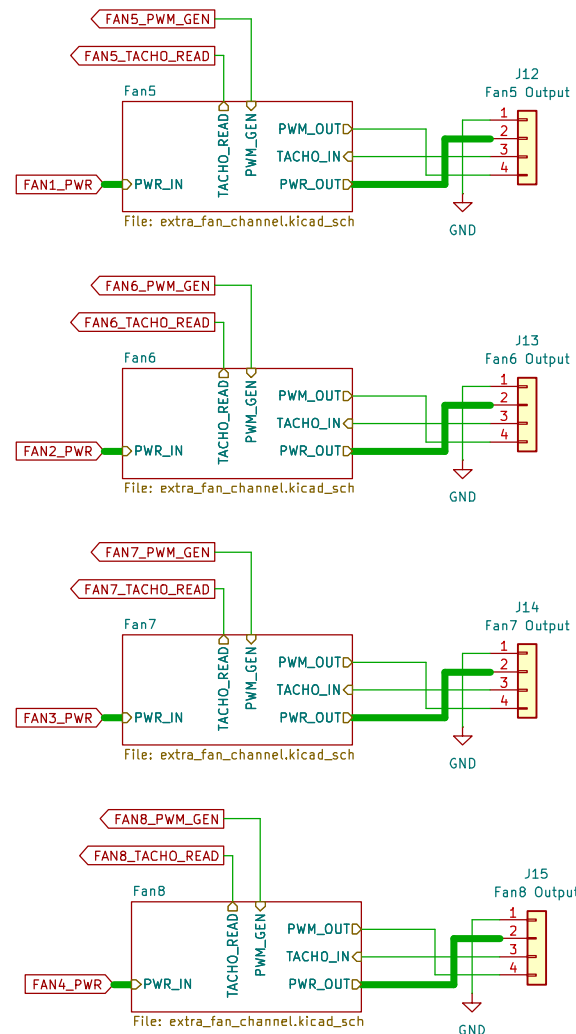 FAN5_PWM_GEN
FAN5_TACHO_READ
J12
Fan5 Output
Fan5
TACHO_READ
PWM_GEN
PWM_OUT
TACHO_IN
PWR_OUT
FAN1_PWR
PWR_IN
1
2
3
4
File: extra_fan_channel.kicad_sch
GND
FAN6_PWM_GEN
FAN6_TACHO_READ
J13
Fan6 Output
Fan6
TACHO_READ
PWM_GEN
PWM_OUT
TACHO_IN
PWR_OUT
FAN2_PWR
PWR_IN
1
2
3
4
File: extra_fan_channel.kicad_sch
GND
FAN7_PWM_GEN
FAN7_TACHO_READ
J14
Fan7 Output
Fan7
TACHO_READ
PWM_GEN
PWM_OUT
TACHO_IN
PWR_OUT
FAN3_PWR
PWR_IN
1
2
3
4
File: extra_fan_channel.kicad_sch
GND
FAN8_PWM_GEN
FAN8_TACHO_READ
J15
Fan8 Output
Fan8
TACHO_READ
PWM_GEN
PWM_OUT
TACHO_IN
PWR_OUT
FAN4_PWR
PWR_IN
1
2
3
4
File: extra_fan_channel.kicad_sch
GND